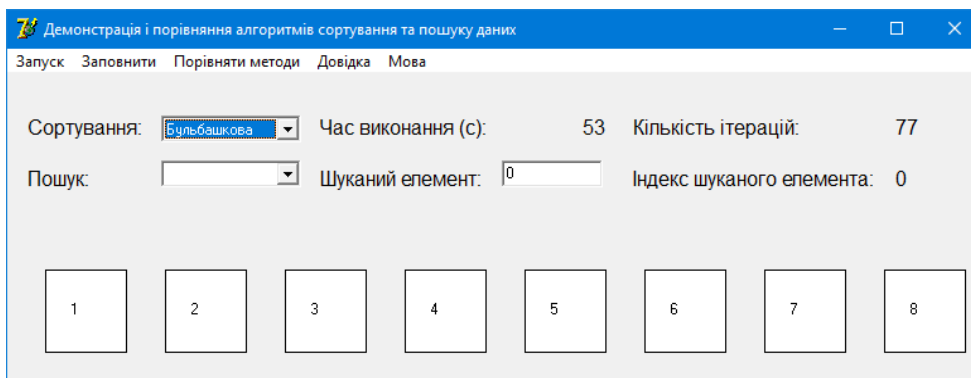 Демонстрація і порівняння алгоритмів сортування та пошуку даних
Запуск Заповнити Порівняти методи Довідка Мова
Сортування: Бульбашкова Час виконання (с): 53 Кількість ітерацій: 77
Пошук: Шуканий елемент: 0 Індекс шуканого елемента: 0
1 2 3 4 5 6 7 8